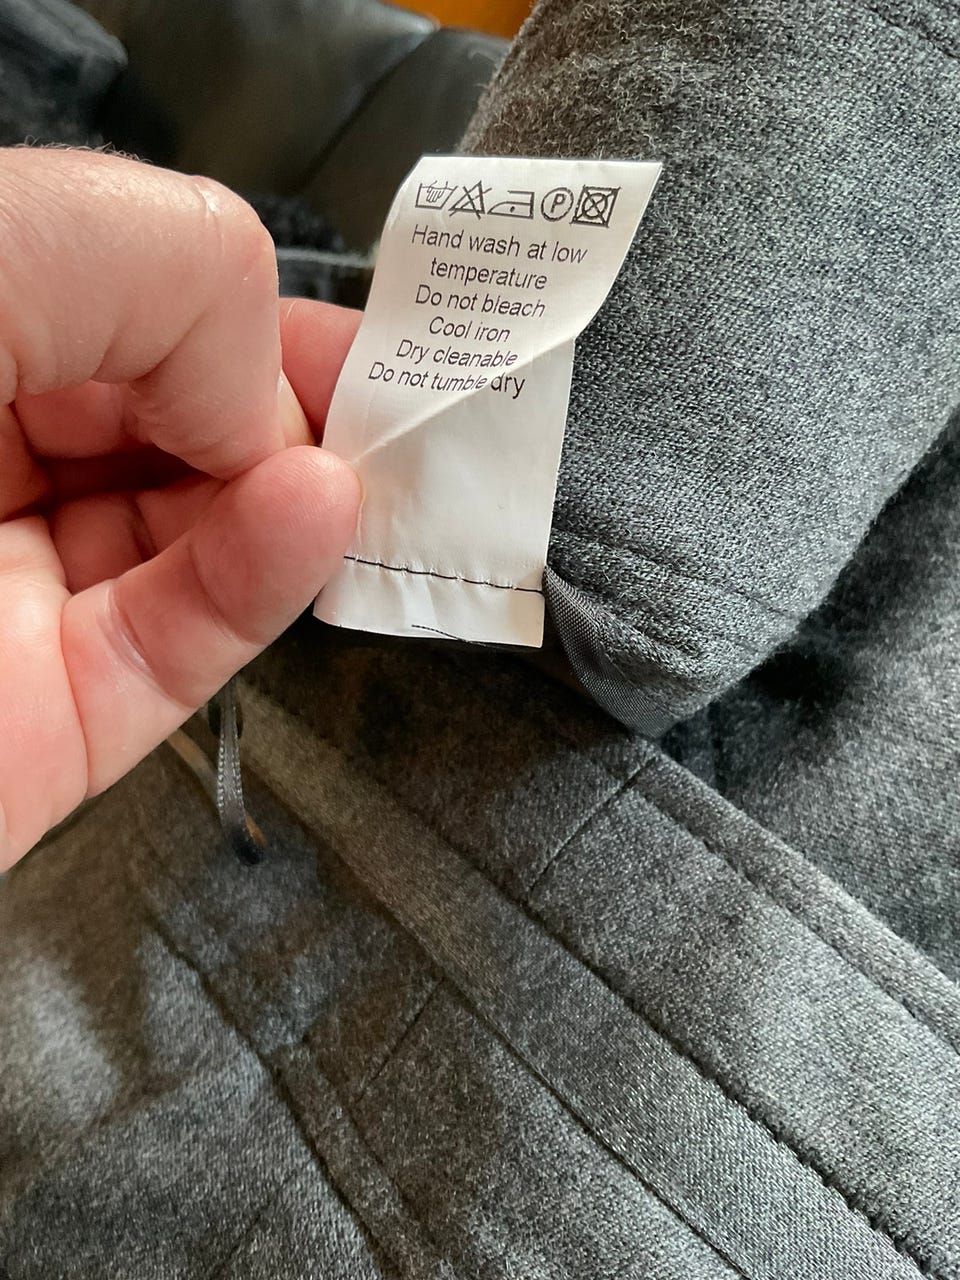 P
Hand wash at low
temperature
Do not bleach
Cool iron
Dry cleanable
Do not tumble dry